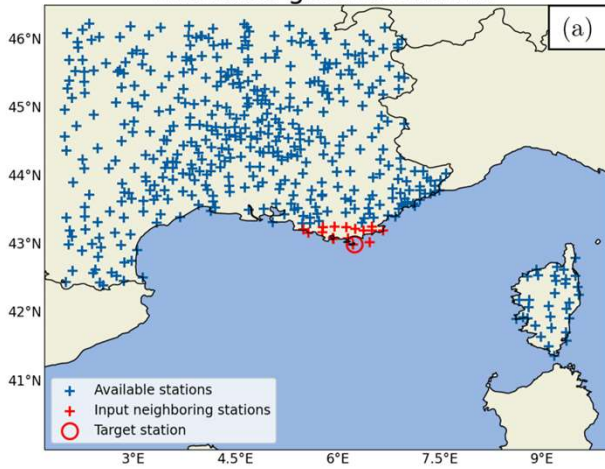 (a)
46°N
45°N
44°N
43°N
42°N
41°N
Available stations
Input neighboring stations
Target station
3°E
4.5°E
6°E
7.5°E
9°E